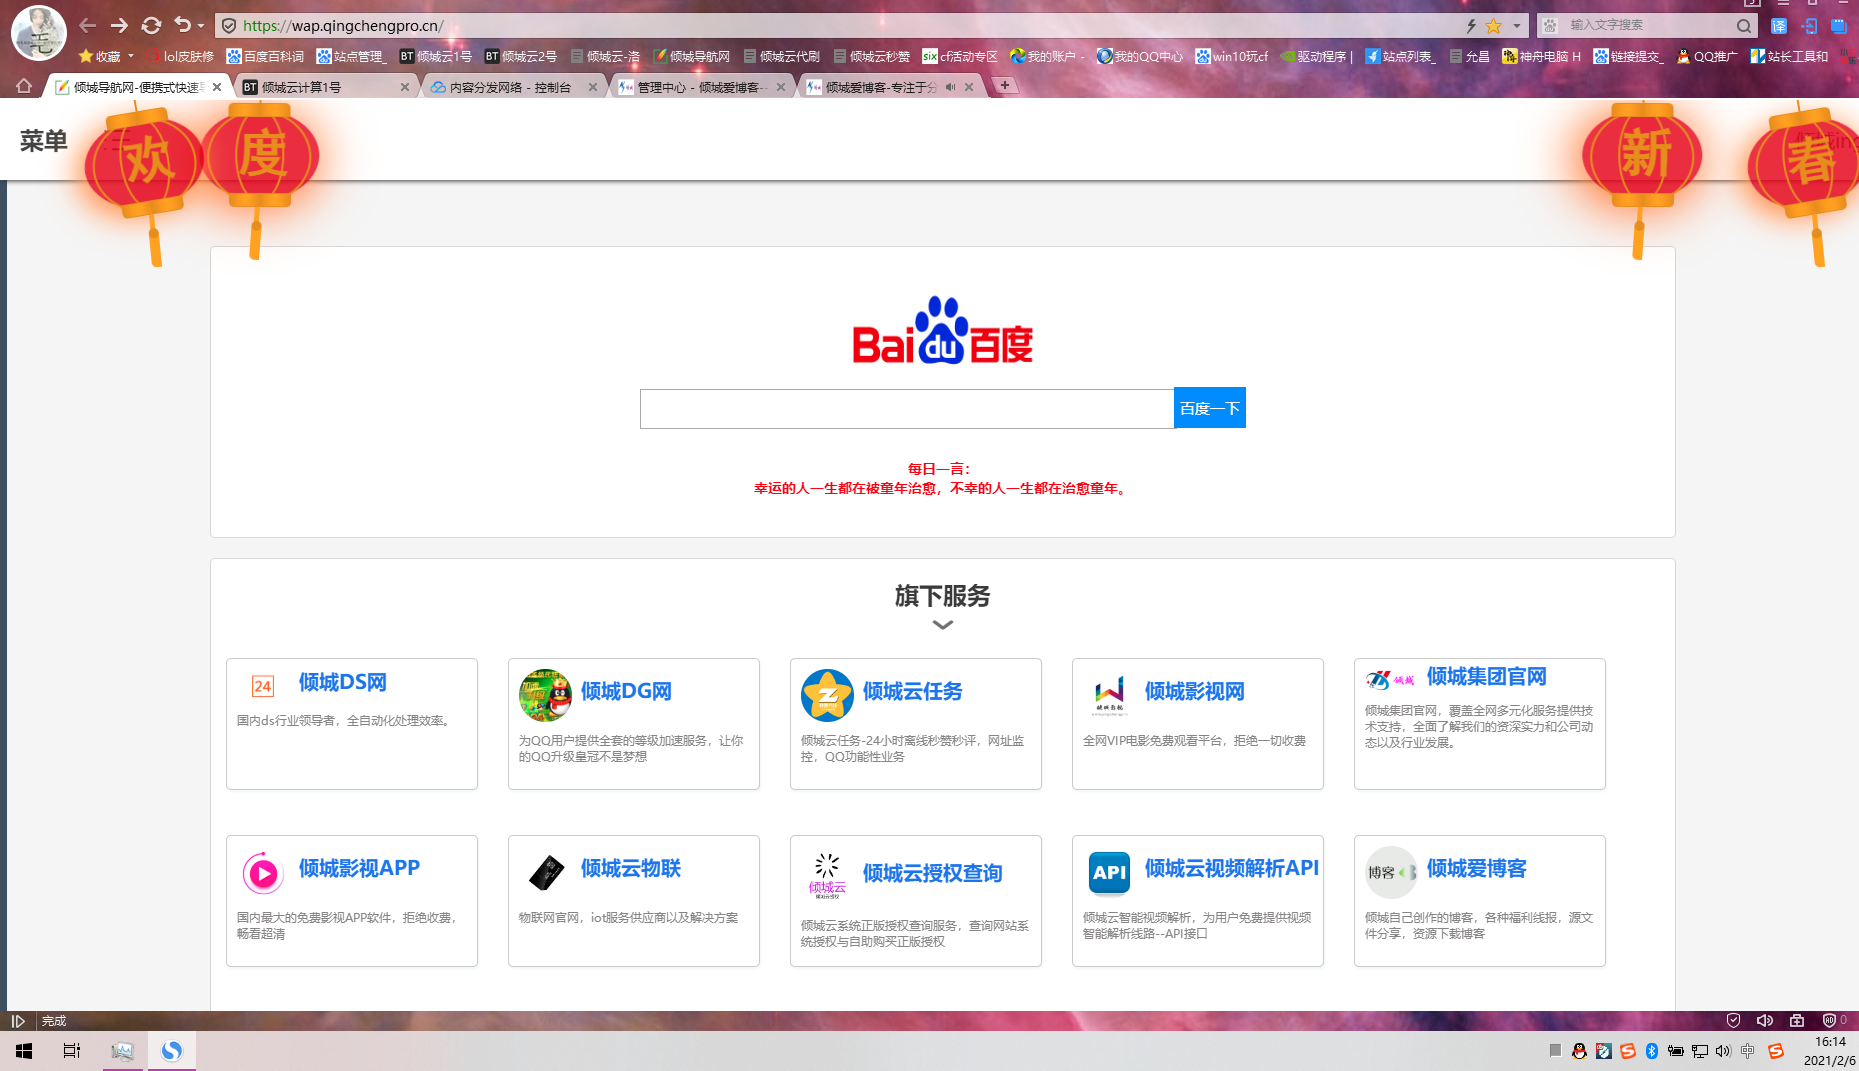 https://wap.qingchengpro.cn/
输入文字搜索
译
收藏
lol皮肤修
百度百科词
站点管理_
BT 倾城云1号
BT 倾城云2号
倾城云-洛
倾城导航网
倾城云代刷
倾城云秒赞
six cf活动专区
我的账户 -
我的QQ中心
win10玩cf
驱动程序 |
站点列表_
允昌
神舟电脑 H
链接提交_
QQ推广
站长工具和
倾城导航网-便携式快速导
BT 倾城云计算1号
内容分发网络 - 控制台
管理中心 - 倾城爱博客--
倾城爱博客-专注于分
菜单
欢
度
新
春
Bai du 百度
百度一下
每日一言：
幸运的人一生都在被童年治愈，不幸的人一生都在治愈童年。
旗下服务
24
倾城DS网
国内ds行业领导者，全自动化处理效率。
倾城DG网
为QQ用户提供全套的等级加速服务，让你
的QQ升级皇冠不是梦想
倾城云任务
倾城云任务-24小时离线秒赞秒评，网址监
控，QQ功能性业务
倾城影视网
全网VIP电影免费观看平台，拒绝一切收费
倾城集团官网
倾城集团官网，覆盖全网多元化服务提供技
术支持，全面了解我们的资深实力和公司动
态以及行业发展。
倾城影视APP
国内最大的免费影视APP软件，拒绝收费，
畅看超清
倾城云物联
物联网官网，iot服务供应商以及解决方案
倾城云
倾城云授权查询
倾城云系统正版授权查询服务，查询网站系
统授权与自助购买正版授权
API
倾城云视频解析API
倾城云智能视频解析，为用户免费提供视频
智能解析线路--API接口
博客
倾城爱博客
倾城自己创作的博客，各种福利线报，源文
件分享，资源下载博客
完成
0
中
16:14
2021/2/6